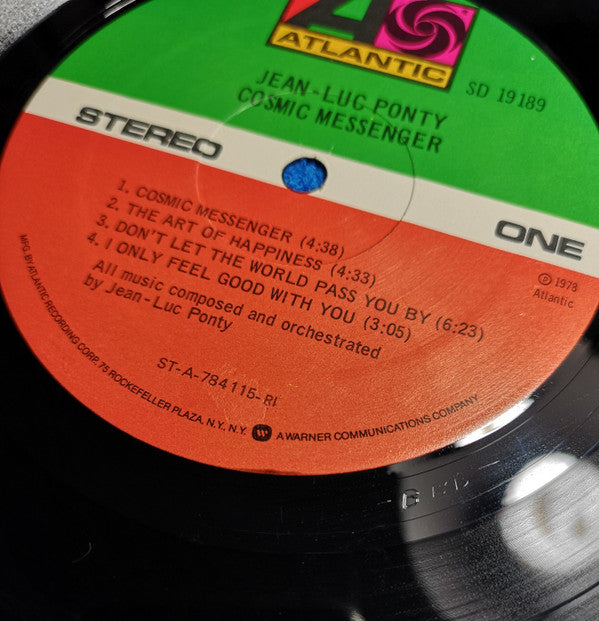 ATLANTIC
JEAN-LUC PONTY
COSMIC MESSENGER
SD 19189
STEREO
ONE
℗ 1978
Atlantic
1. COSMIC MESSENGER (4:38)
2. THE ART OF HAPPINESS (4:33)
3. DON'T LET THE WORLD PASS YOU BY (6:23)
4. I ONLY FEEL GOOD WITH YOU (3:05)
All music composed and orchestrated
by Jean-Luc Ponty
ST-A-784115-RI
MFG. BY ATLANTIC RECORDING CORP. 75 ROCKEFELLER PLAZA, N.Y. N.Y. A WARNER COMMUNICATIONS COMPANY